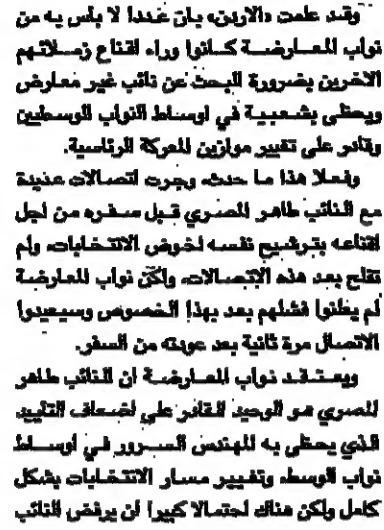 وقد علمت «الاردن» بان عددا لا بأس به من
نواب المعارضة كانوا وراء اقناع زملائهم
الآخرين بضرورة البحث عن نائب غير معارض
ويحظى بشعبية في اوساط النواب الوسطيين
وقادر على تغيير موازين المعركة الرئاسية.
وفعلا هذا ما حدث، وجرت اتصالات عديدة
مع النائب طاهر المصري قبل سفره من اجل
اقناعه بترشيح نفسه لخوض الانتخابات، ولم
تفلح بعد هذه الاتصالات، ولكن نواب المعارضة
لم يعلنوا فشلهم بعد بهذا الخصوص وسيعيدوا
الاتصال مرة ثانية بعد عودته من السفر.
ويعتقد نواب المعارضة ان النائب طاهر
المصري هو الوحيد القادر على اضعاف التأييد
الذي يحظى به المهندس السرور في اوساط
نواب الوسط، وتغيير مسار الانتخابات بشكل
كامل ولكن هناك احتمالا كبيرا أن يرفض النائب